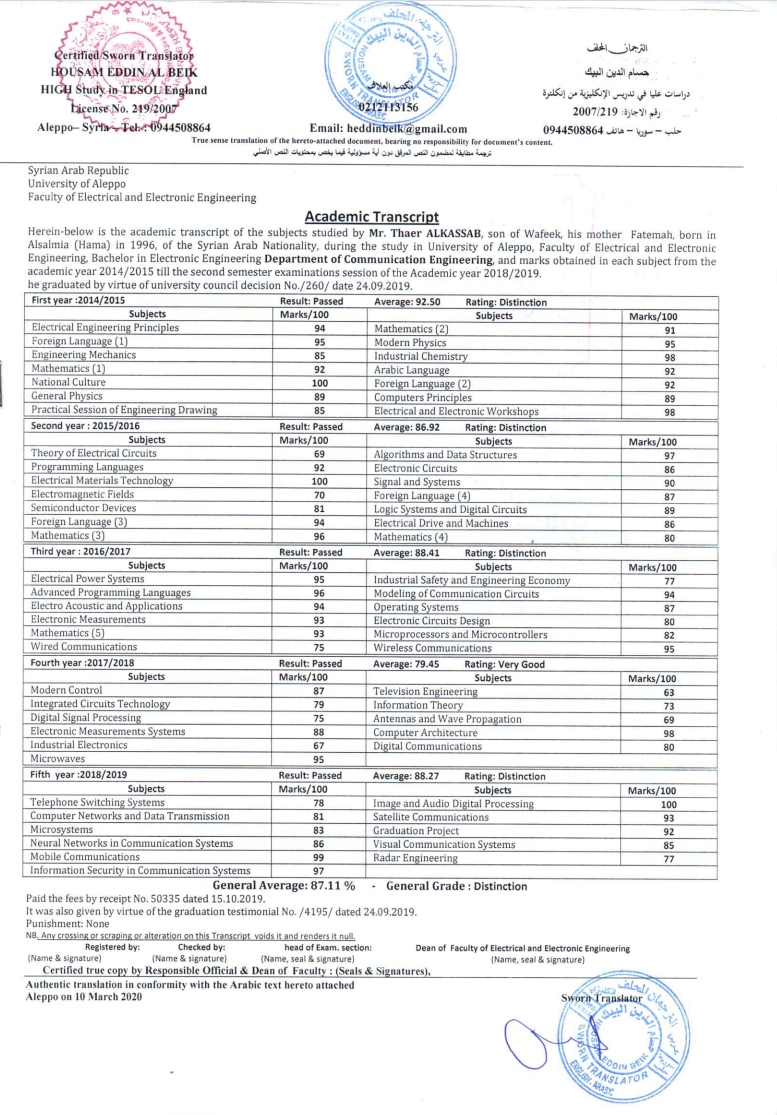 Certified Sworn Translator
HOUSAM EDDIN AL BEIK
HIGH Study in TESOL England
License No. 219/2007
Aleppo– Syria – Tel.: 0944508864
مكتب العلاف
0212113156
Email: heddinbeik@gmail.com
الترجمان المحلف
حسام الدين البيك
دراسات عليا في تدريس الإنكليزية من إنكلترة
رقم الاجازة: 2007/219
حلب – سوريا – هاتف 0944508864
True sense translation of the hereto-attached document, bearing no responsibility for document's content.
ترجمة مطابقة لمضمون النص المرفق دون أية مسؤولية فيما يخص بمحتويات النص الأصلي
Syrian Arab Republic
University of Aleppo
Faculty of Electrical and Electronic Engineering
Academic Transcript
Herein-below is the academic transcript of the subjects studied by Mr. Thaer ALKASSAB, son of Wafeek, his mother Fatemah, born in
Alsalmia (Hama) in 1996, of the Syrian Arab Nationality, during the study in University of Aleppo, Faculty of Electrical and Electronic
Engineering, Bachelor in Electronic Engineering Department of Communication Engineering, and marks obtained in each subject from the
academic year 2014/2015 till the second semester examinations session of the Academic year 2018/2019.
he graduated by virtue of university council decision No./260/ date 24.09.2019.
First year :2014/2015 Result: Passed Average: 92.50 Rating: Distinction
Subjects Marks/100 Subjects Marks/100
Electrical Engineering Principles 94 Mathematics (2) 91
Foreign Language (1) 95 Modern Physics 95
Engineering Mechanics 85 Industrial Chemistry 98
Mathematics (1) 92 Arabic Language 92
National Culture 100 Foreign Language (2) 92
General Physics 89 Computers Principles 89
Practical Session of Engineering Drawing 85 Electrical and Electronic Workshops 98
Second year : 2015/2016 Result: Passed Average: 86.92 Rating: Distinction
Subjects Marks/100 Subjects Marks/100
Theory of Electrical Circuits 69 Algorithms and Data Structures 97
Programming Languages 92 Electronic Circuits 86
Electrical Materials Technology 100 Signal and Systems 90
Electromagnetic Fields 70 Foreign Language (4) 87
Semiconductor Devices 81 Logic Systems and Digital Circuits 89
Foreign Language (3) 94 Electrical Drive and Machines 86
Mathematics (3) 96 Mathematics (4) 80
Third year : 2016/2017 Result: Passed Average: 88.41 Rating: Distinction
Subjects Marks/100 Subjects Marks/100
Electrical Power Systems 95 Industrial Safety and Engineering Economy 77
Advanced Programming Languages 96 Modeling of Communication Circuits 94
Electro Acoustic and Applications 94 Operating Systems 87
Electronic Measurements 93 Electronic Circuits Design 80
Mathematics (5) 93 Microprocessors and Microcontrollers 82
Wired Communications 75 Wireless Communications 95
Fourth year :2017/2018 Result: Passed Average: 79.45 Rating: Very Good
Subjects Marks/100 Subjects Marks/100
Modern Control 87 Television Engineering 63
Integrated Circuits Technology 79 Information Theory 73
Digital Signal Processing 75 Antennas and Wave Propagation 69
Electronic Measurements Systems 88 Computer Architecture 98
Industrial Electronics 67 Digital Communications 80
Microwaves 95
Fifth year :2018/2019 Result: Passed Average: 88.27 Rating: Distinction
Subjects Marks/100 Subjects Marks/100
Telephone Switching Systems 78 Image and Audio Digital Processing 100
Computer Networks and Data Transmission 81 Satellite Communications 93
Microsystems 83 Graduation Project 92
Neural Networks in Communication Systems 86 Visual Communication Systems 85
Mobile Communications 99 Radar Engineering 77
Information Security in Communication Systems 97
General Average: 87.11 % - General Grade : Distinction
Paid the fees by receipt No. 50335 dated 15.10.2019.
It was also given by virtue of the graduation testimonial No. /4195/ dated 24.09.2019.
Punishment: None
NB. Any crossing or scraping or alteration on this Transcript voids it and renders it null.
Registered by: Checked by: head of Exam. section: Dean of Faculty of Electrical and Electronic Engineering
(Name & signature) (Name & signature) (Name, seal & signature) (Name, seal & signature)
Certified true copy by Responsible Official & Dean of Faculty : (Seals & Signatures),
Authentic translation in conformity with the Arabic text hereto attached
Aleppo on 10 March 2020
Sworn Translator
الترجمان المحلف
حسام الدين البيك
HOUSAM EDDIN BEIK
SWORN TRANSLATOR
ENGLISH, ARABIC